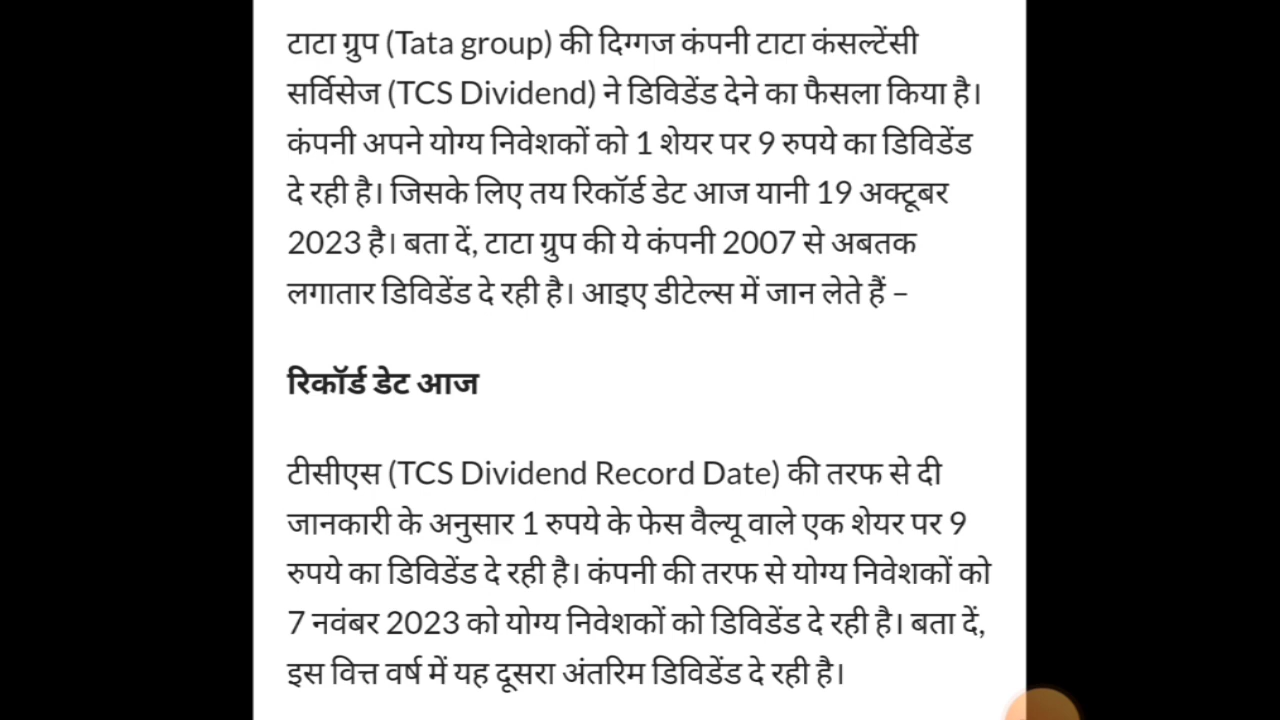 टाटा ग्रुप (Tata group) की दिग्गज कंपनी टाटा कंसल्टेंसी
सर्विसेज (TCS Dividend) ने डिविडेंड देने का फैसला किया है।
कंपनी अपने योग्य निवेशकों को 1 शेयर पर 9 रुपये का डिविडेंड
दे रही है। जिसके लिए तय रिकॉर्ड डेट आज यानी 19 अक्टूबर
2023 है। बता दें, टाटा ग्रुप की ये कंपनी 2007 से अबतक
लगातार डिविडेंड दे रही है। आइए डीटेल्स में जान लेते हैं –
रिकॉर्ड डेट आज
टीसीएस (TCS Dividend Record Date) की तरफ से दी
जानकारी के अनुसार 1 रुपये के फेस वैल्यू वाले एक शेयर पर 9
रुपये का डिविडेंड दे रही है। कंपनी की तरफ से योग्य निवेशकों को
7 नवंबर 2023 को योग्य निवेशकों को डिविडेंड दे रही है। बता दें,
इस वित्त वर्ष में यह दूसरा अंतरिम डिविडेंड दे रही है।